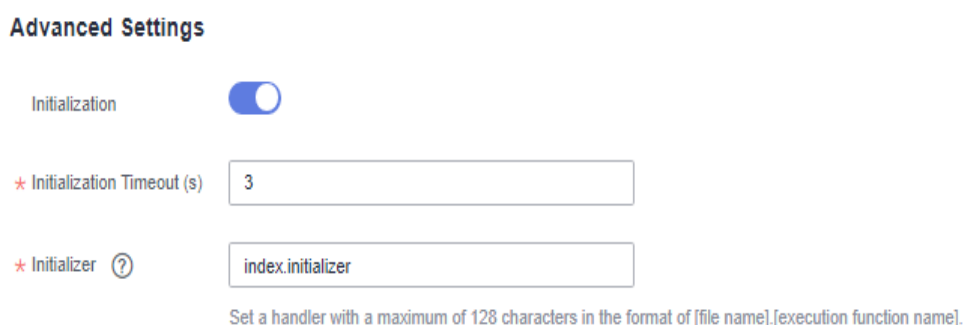 Advanced Settings
Initialization
* Initialization Timeout (s) 3
* Initializer ? index.initializer
Set a handler with a maximum of 128 characters in the format of [file name].[execution function name].